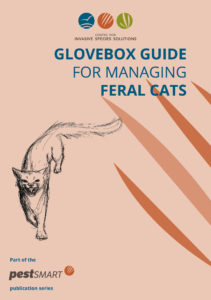 CENTRE FOR
INVASIVE SPECIES SOLUTIONS
GLOVEBOX GUIDE
FOR MANAGING
FERAL CATS
Part of the
pestSMART
publication series